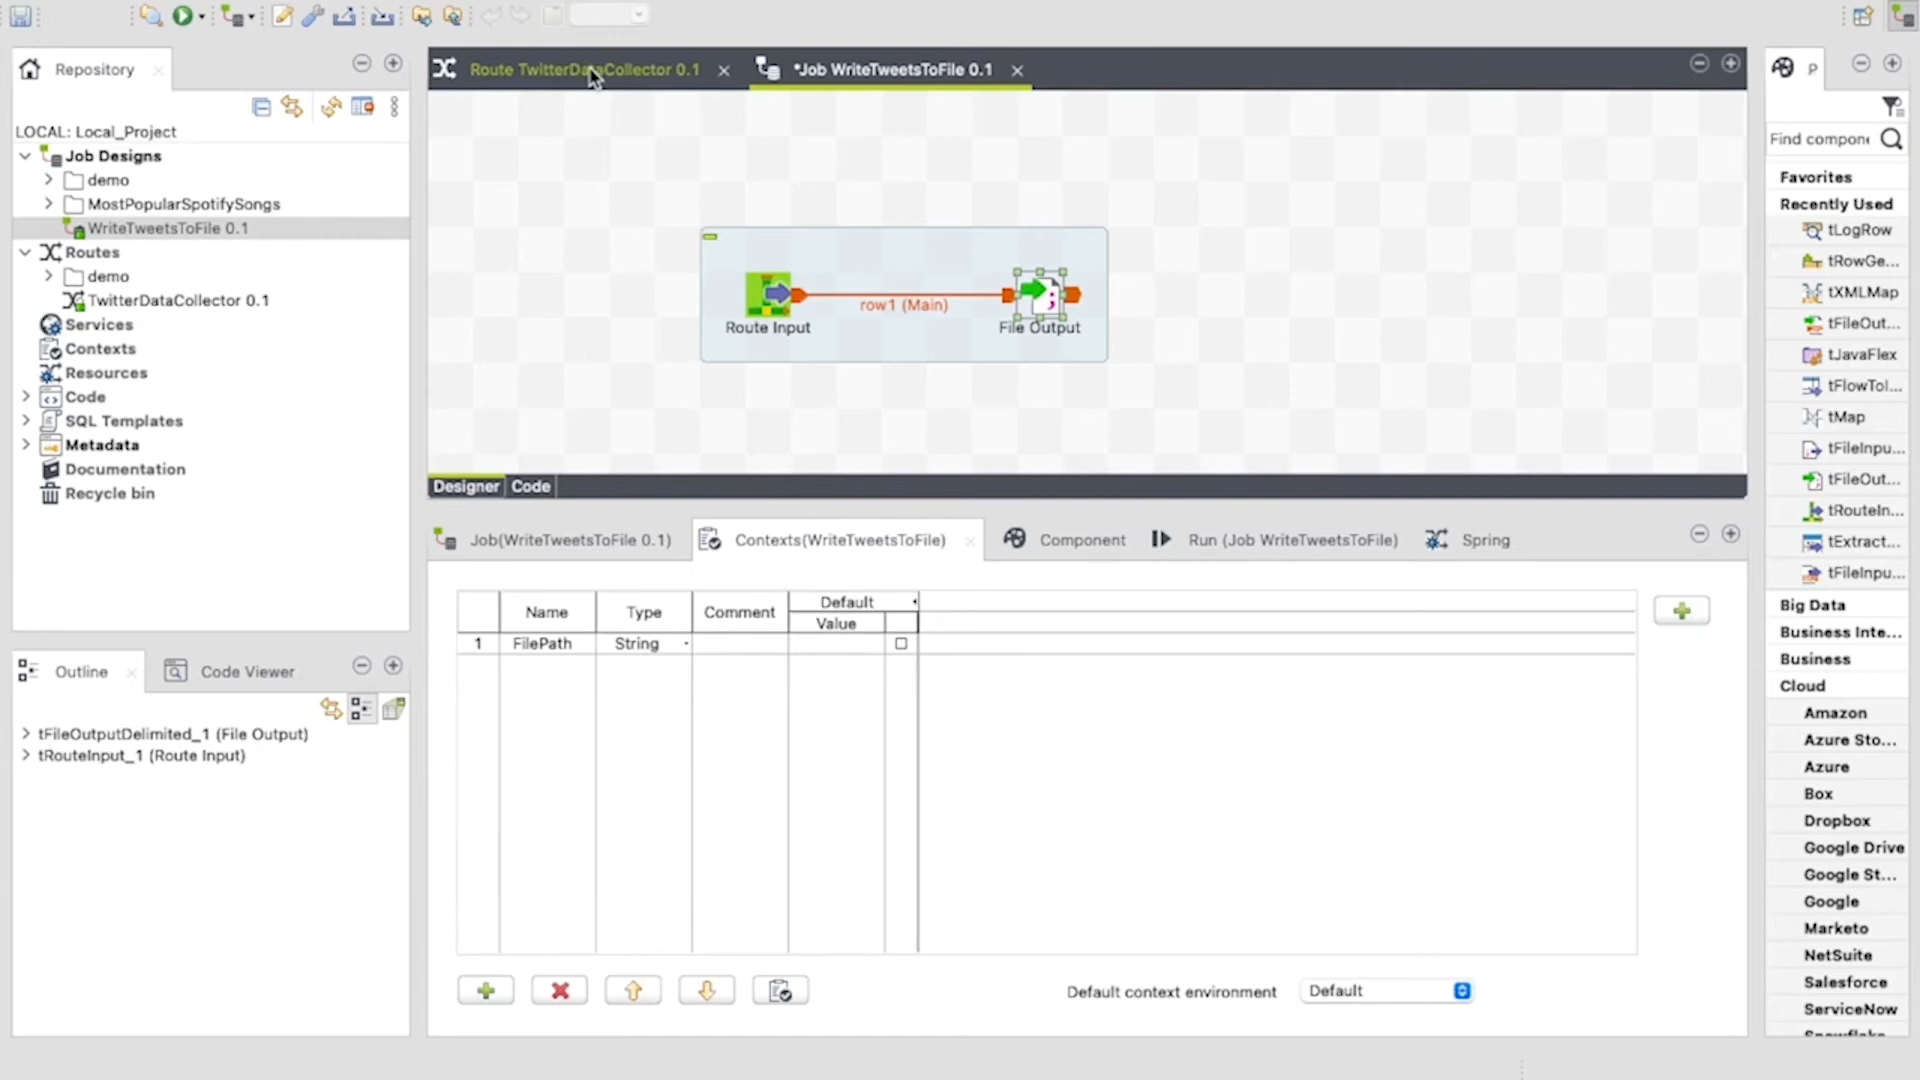 Repository
LOCAL: Local_Project
Job Designs
demo
MostPopularSpotifySongs
WriteTweetsToFile 0.1
Routes
demo
TwitterDataCollector 0.1
Services
Contexts
Resources
Code
SQL Templates
Metadata
Documentation
Recycle bin
Outline
Code Viewer
tFileOutputDelimited_1 (File Output)
tRouteInput_1 (Route Input)
Route TwitterDataCollector 0.1
*Job WriteTweetsToFile 0.1
row1 (Main)
Route Input
File Output
Designer
Code
Job(WriteTweetsToFile 0.1)
Contexts(WriteTweetsToFile)
Component
Run (Job WriteTweetsToFile)
Spring
Name
Type
Comment
Default
Value
1
FilePath
String
Default context environment
Default
P
Find compon
Favorites
Recently Used
tLogRow
tRowGe...
tXMLMap
tFileOut...
tJavaFlex
tFlowToI...
tMap
tFileInpu...
tFileOut...
tRouteIn...
tExtract...
tFileInpu...
Big Data
Business Inte...
Business
Cloud
Amazon
Azure Sto...
Azure
Box
Dropbox
Google Drive
Google St...
Google
Marketo
NetSuite
Salesforce
ServiceNow